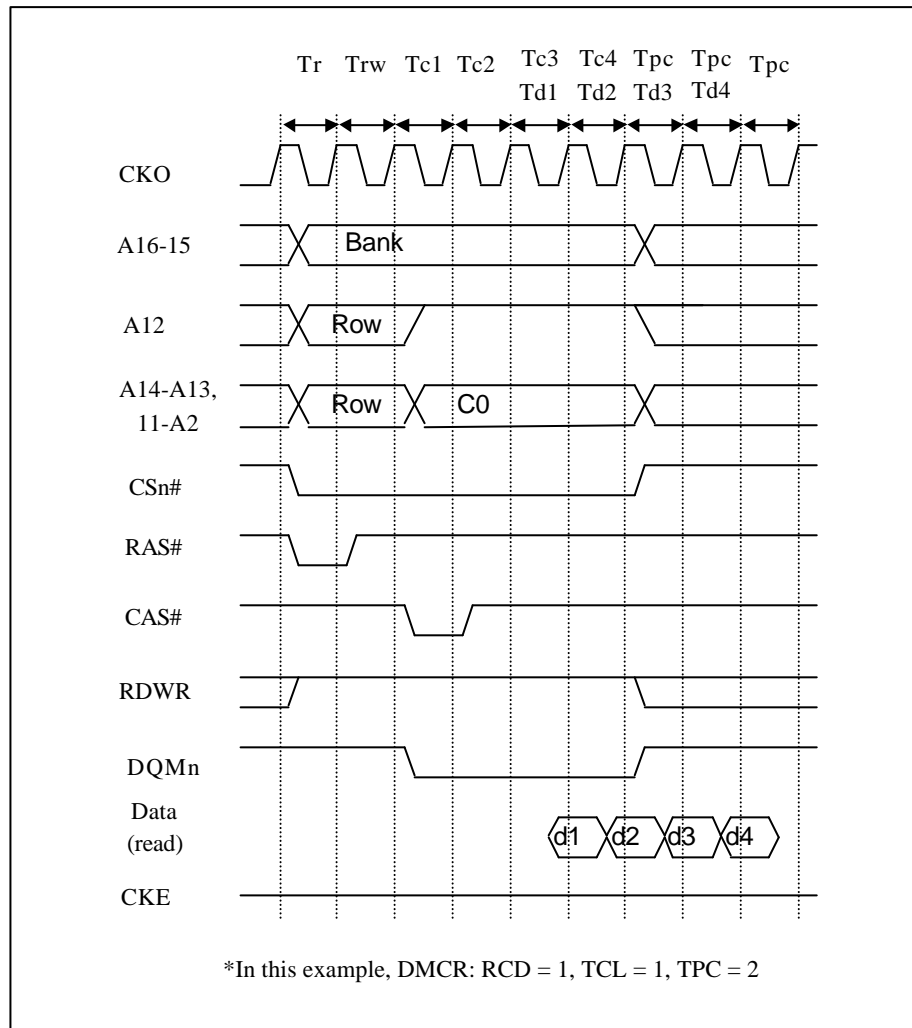 Tr Trw Tc1 Tc2 Tc3 Tc4 Tpc Tpc Tpc
Td1 Td2 Td3 Td4
CKO
A16-15 Bank
A12 Row
A14-A13, Row C0
11-A2
CSn#
RAS#
CAS#
RDWR
DQMn
Data
(read) d1 d2 d3 d4
CKE
*In this example, DMCR: RCD = 1, TCL = 1, TPC = 2